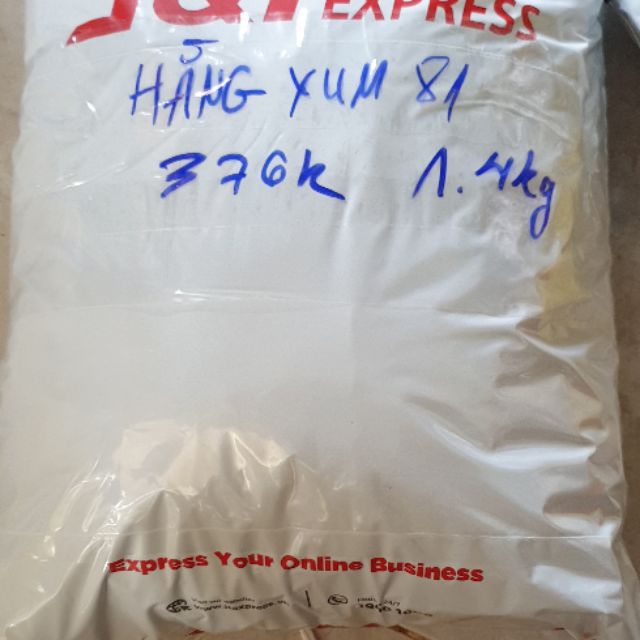 J&T EXPRESS
HẰNG XUM 81
376k 1.4kg
Express Your Online Business